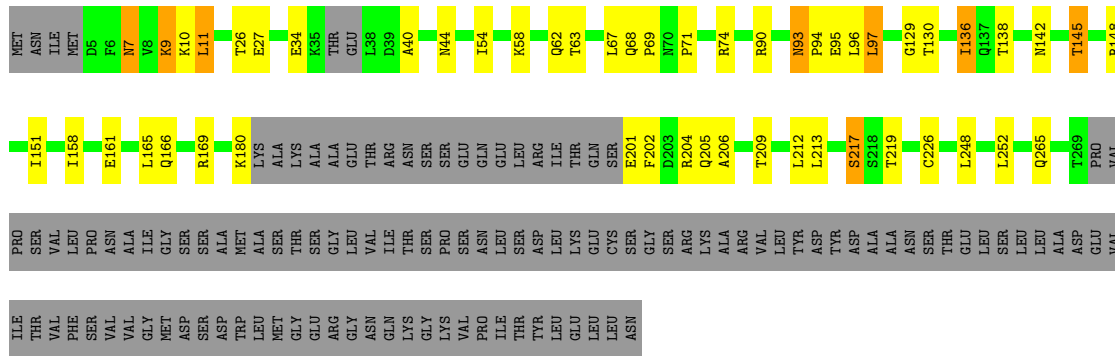 MET ASN ILE MET D5 F6 N7 V8 K9 K10 L11 T26 E27 E34 K35 THR GLU L38 D39 A40 N44 I54 K58 Q62 T63 L67 Q68 P69 N70 P71 R74 R90 N93 P94 E95 L96 L97 G129 T130 I136 Q137 T138 N142 T145
I151 I158 E161 L165 Q166 R169 K180 LYS ALA LYS ALA ALA GLU THR ARG ASN SER SER GLU GLN GLU LEU ARG ILE THR GLN SER E201 F202 D203 R204 Q205 A206 T209 L212 L213 S217 S218 T219 C226 L248 L252 Q265 T269 PRO VAL
PRO SER VAL LEU PRO ASN ALA ILE GLY SER SER ALA MET ALA SER THR SER GLY LEU VAL ILE THR SER PRO SER ASN LEU SER ASP LEU LYS GLU CYS SER GLY SER ARG LYS ALA ARG VAL LEU TYR ASP TYR ASP ALA ALA ASN SER THR GLU LEU SER LEU LEU ALA ASP GLU VAL
ILE THR VAL PHE SER VAL VAL GLY MET ASP SER ASP TRP LEU MET GLY GLU ARG GLY ASN GLN LYS GLY LYS VAL PRO ILE THR TYR LEU GLU LEU LEU ASN